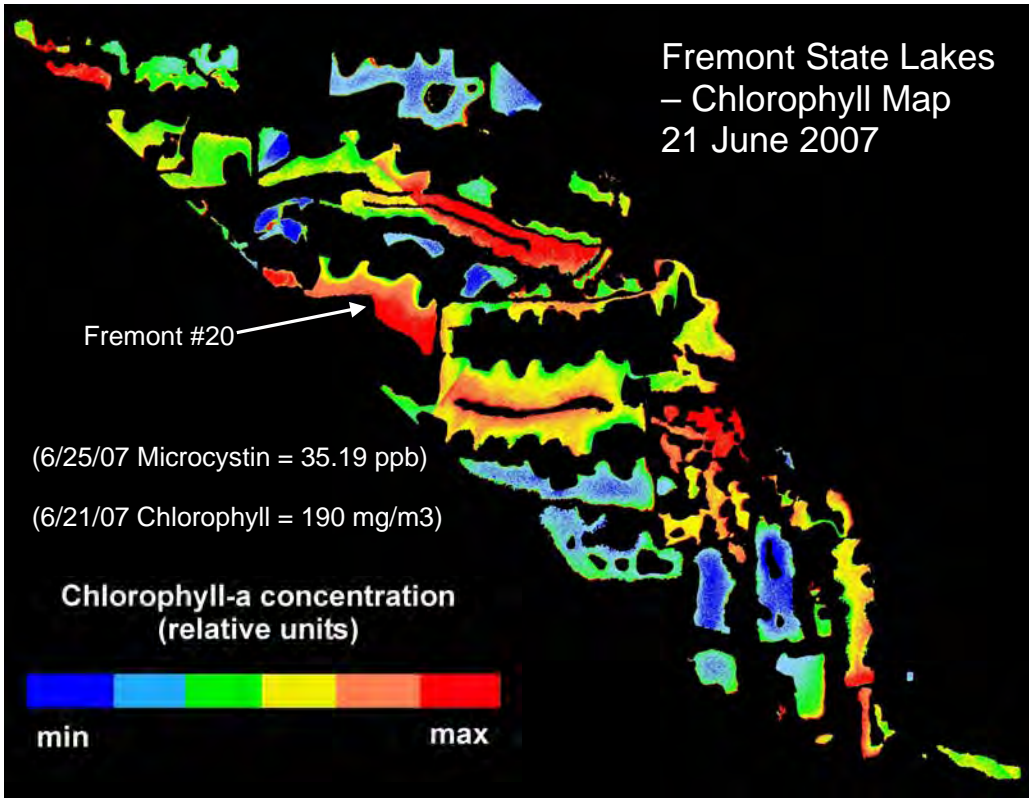 Fremont State Lakes
– Chlorophyll Map
21 June 2007
Fremont #20
(6/25/07 Microcystin = 35.19 ppb)
(6/21/07 Chlorophyll = 190 mg/m3)
Chlorophyll-a concentration
(relative units)
min max